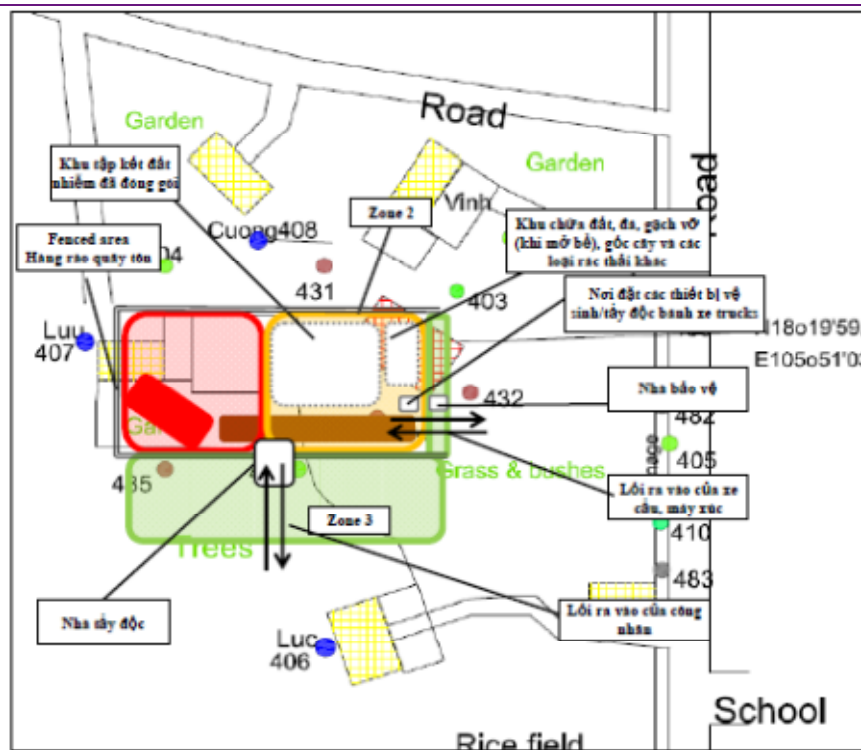 Road
Garden
Garden
Khu tập kết đất
nhiễm đã đóng gói
Zone 2
Vinh
Khu chứa đất, đá, gạch vỡ
(khi mở bể), gốc cây và các
loại rác thải khác
Road
Fenced area
Hàng rào quây tôn
04
Cuong408
431
403
Nơi đặt các thiết bị vệ
sinh/tẩy độc bánh xe trucks
Luu
407
N18o19'59
E105o51'03
Nhà bảo vệ
432
482
405
Ga
435
Grass & bushes
nage
Lối ra vào của xe
cẩu, máy xúc
Zone 3
410
Trees
483
Nhà tẩy độc
Lối ra vào của công
nhân
Luc
406
School
Rice field